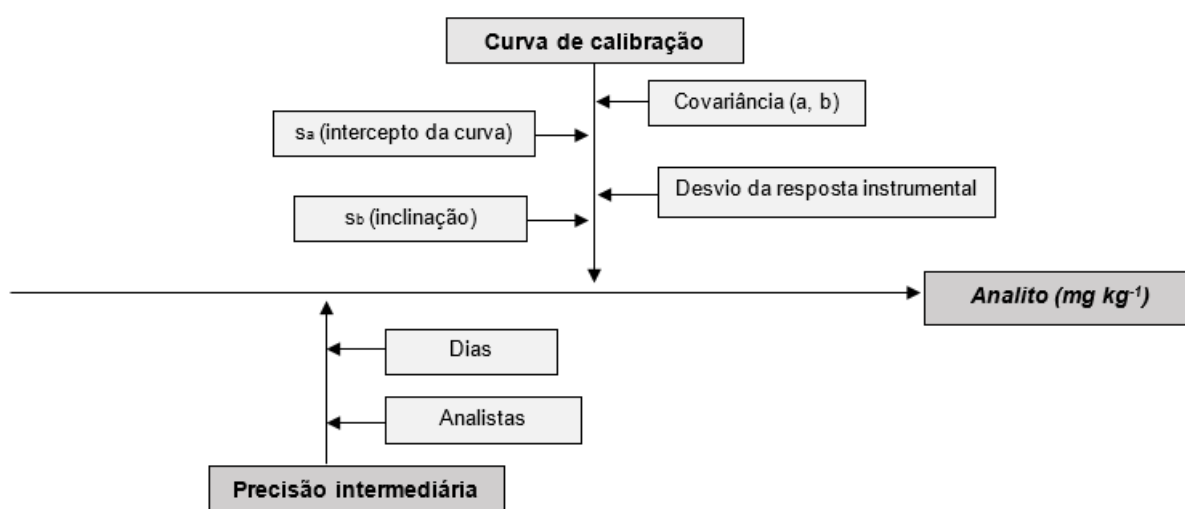 Curva de calibração
Covariância (a, b)
sa (intercepto da curva)
Desvio da resposta instrumental
sb (inclinação)
Analito (mg kg-1)
Dias
Analistas
Precisão intermediária